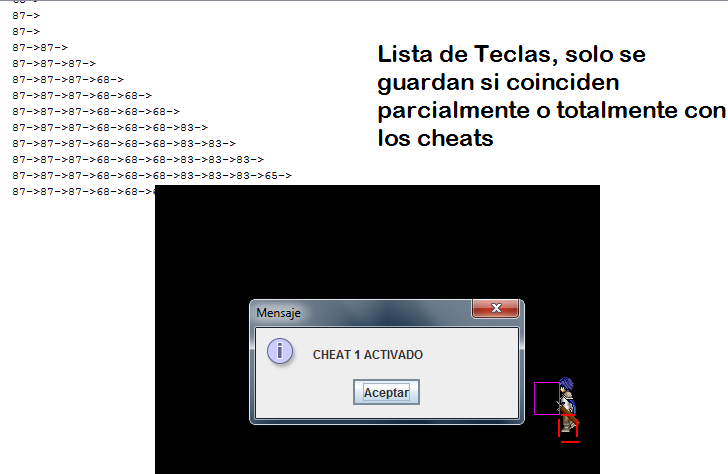 87->
87->
87->87->
87->87->87->
87->87->87->68->
87->87->87->68->68->
87->87->87->68->68->68->
87->87->87->68->68->68->83->
87->87->87->68->68->68->83->83->
87->87->87->68->68->68->83->83->83->
87->87->87->68->68->68->83->83->83->65->
87->87->87->68->68->
Lista de Teclas, solo se
guardan si coinciden
parcialmente o totalmente con
los cheats
Mensaje
CHEAT 1 ACTIVADO
Aceptar